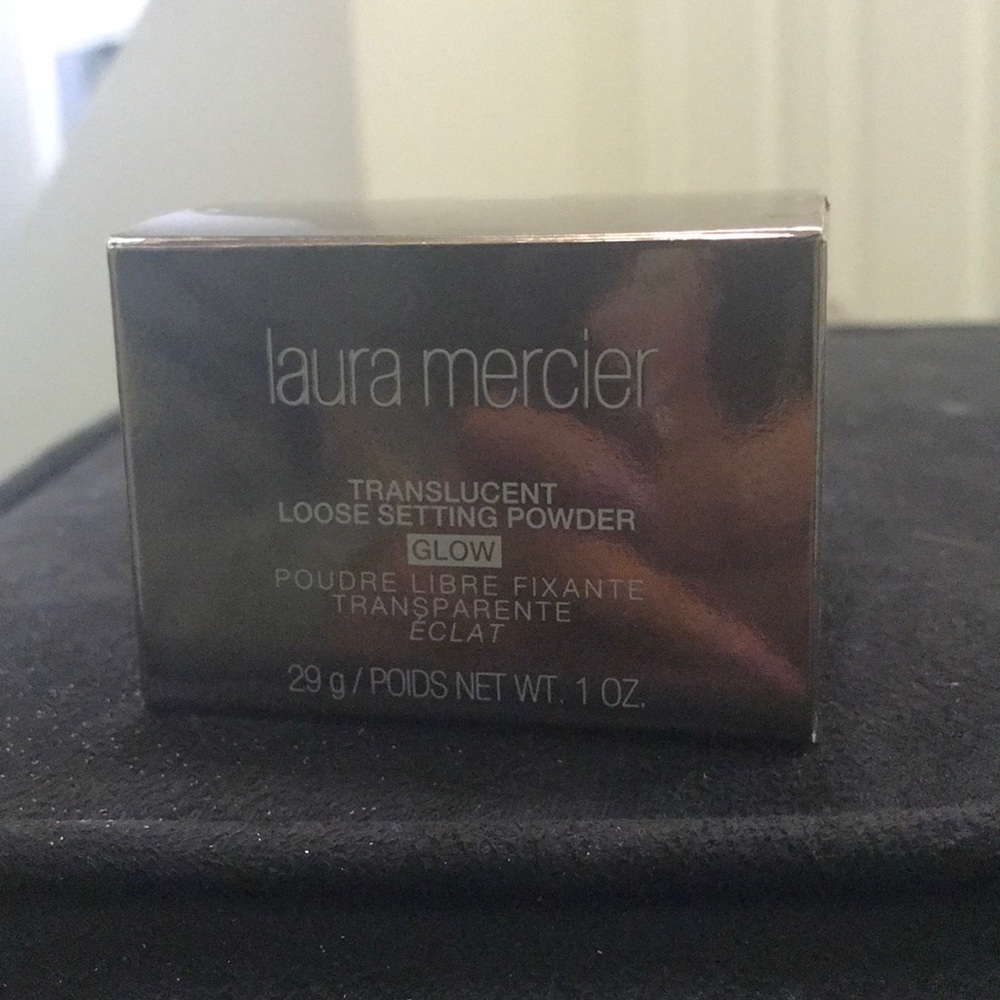 laura mercier
TRANSLUCENT
LOOSE SETTING POWDER
GLOW
POUDRE LIBRE FIXANTE
TRANSPARENTE
ÉCLAT
29 g / POIDS NET WT. 1 OZ.